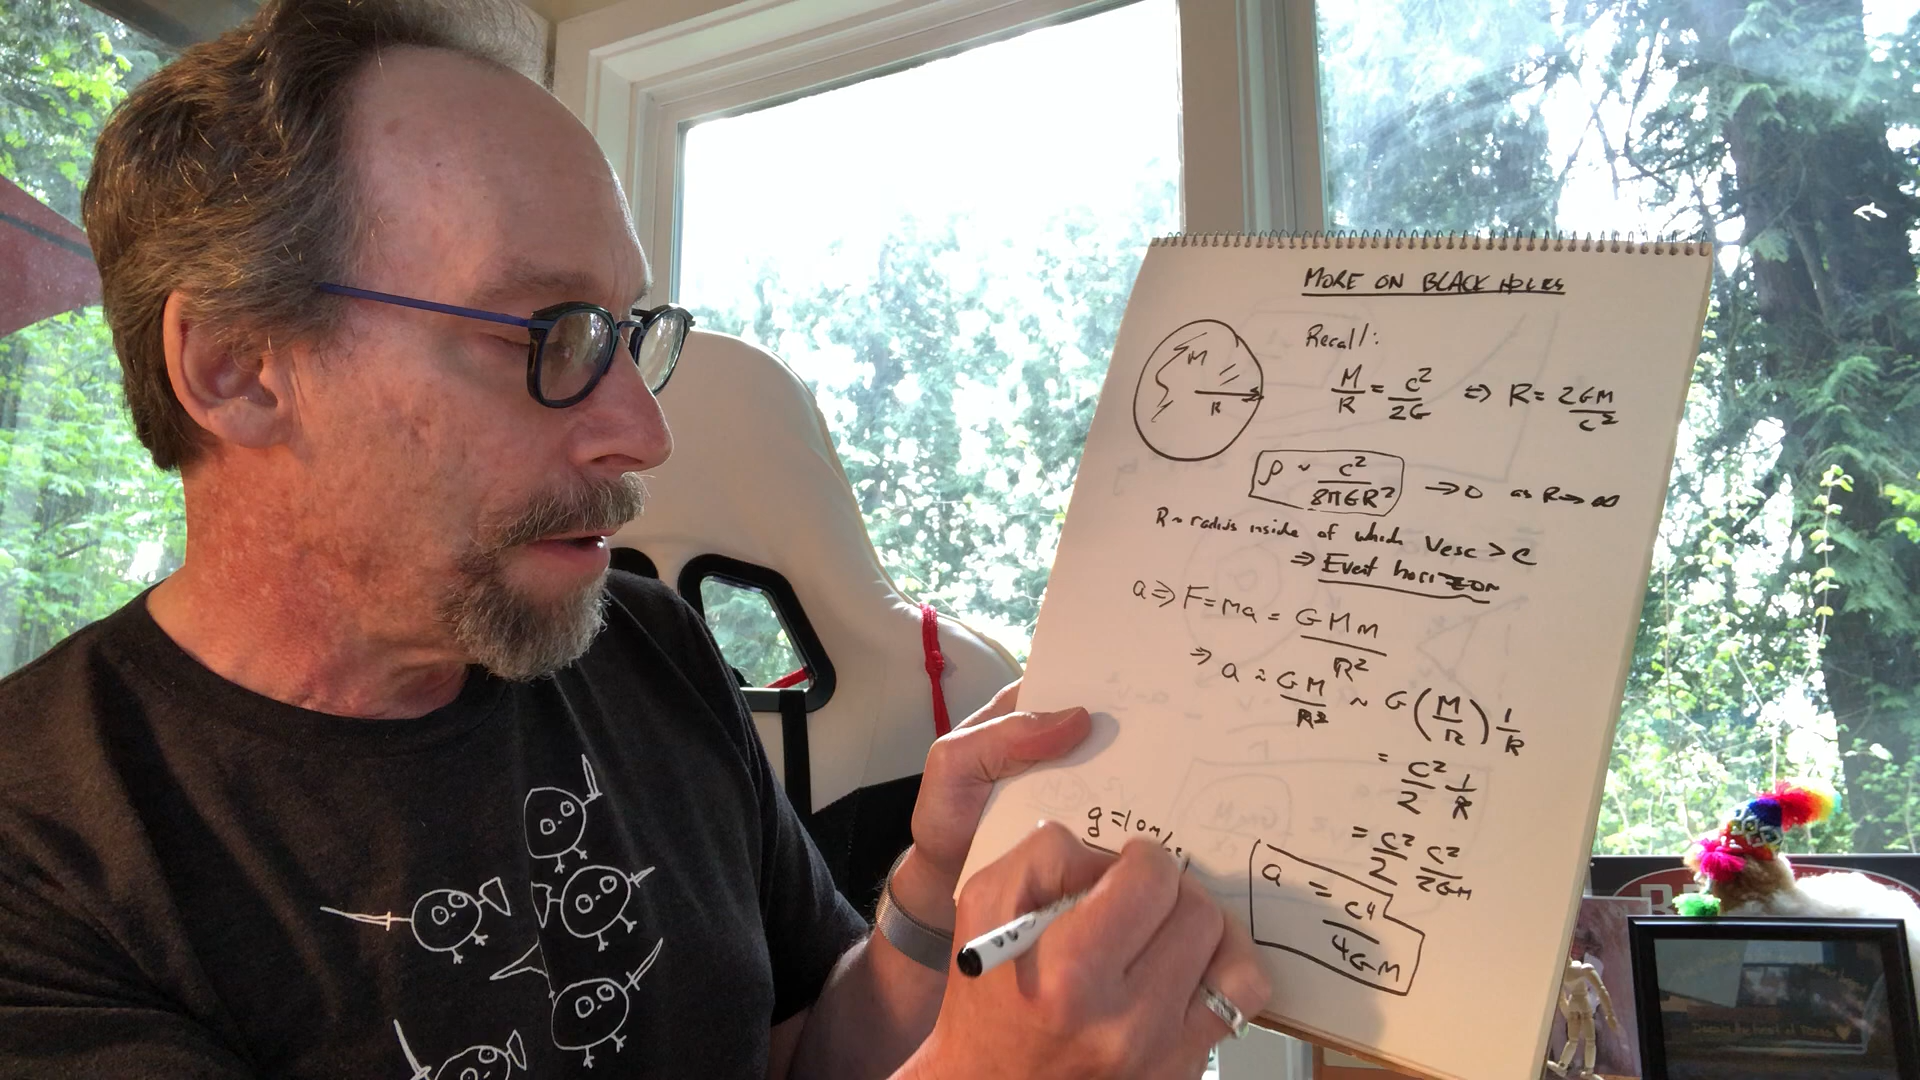 MORE ON BLACK HOLES
Recall:
M
R
M/R = c²/2G ⇒ R = 2GM/c²
ρ ~ c²/8πGR² → 0 as R → ∞
R ~ radius inside of which Vesc > c
⇒ Event horizon
a ⇒ F = ma = GMm/R²
⇒ a ≈ GM/R² ~ G(M/R) 1/R
= c²/2 1/R
= c²/2 c²/2GM
g = 10 m/
a = c⁴/4GM